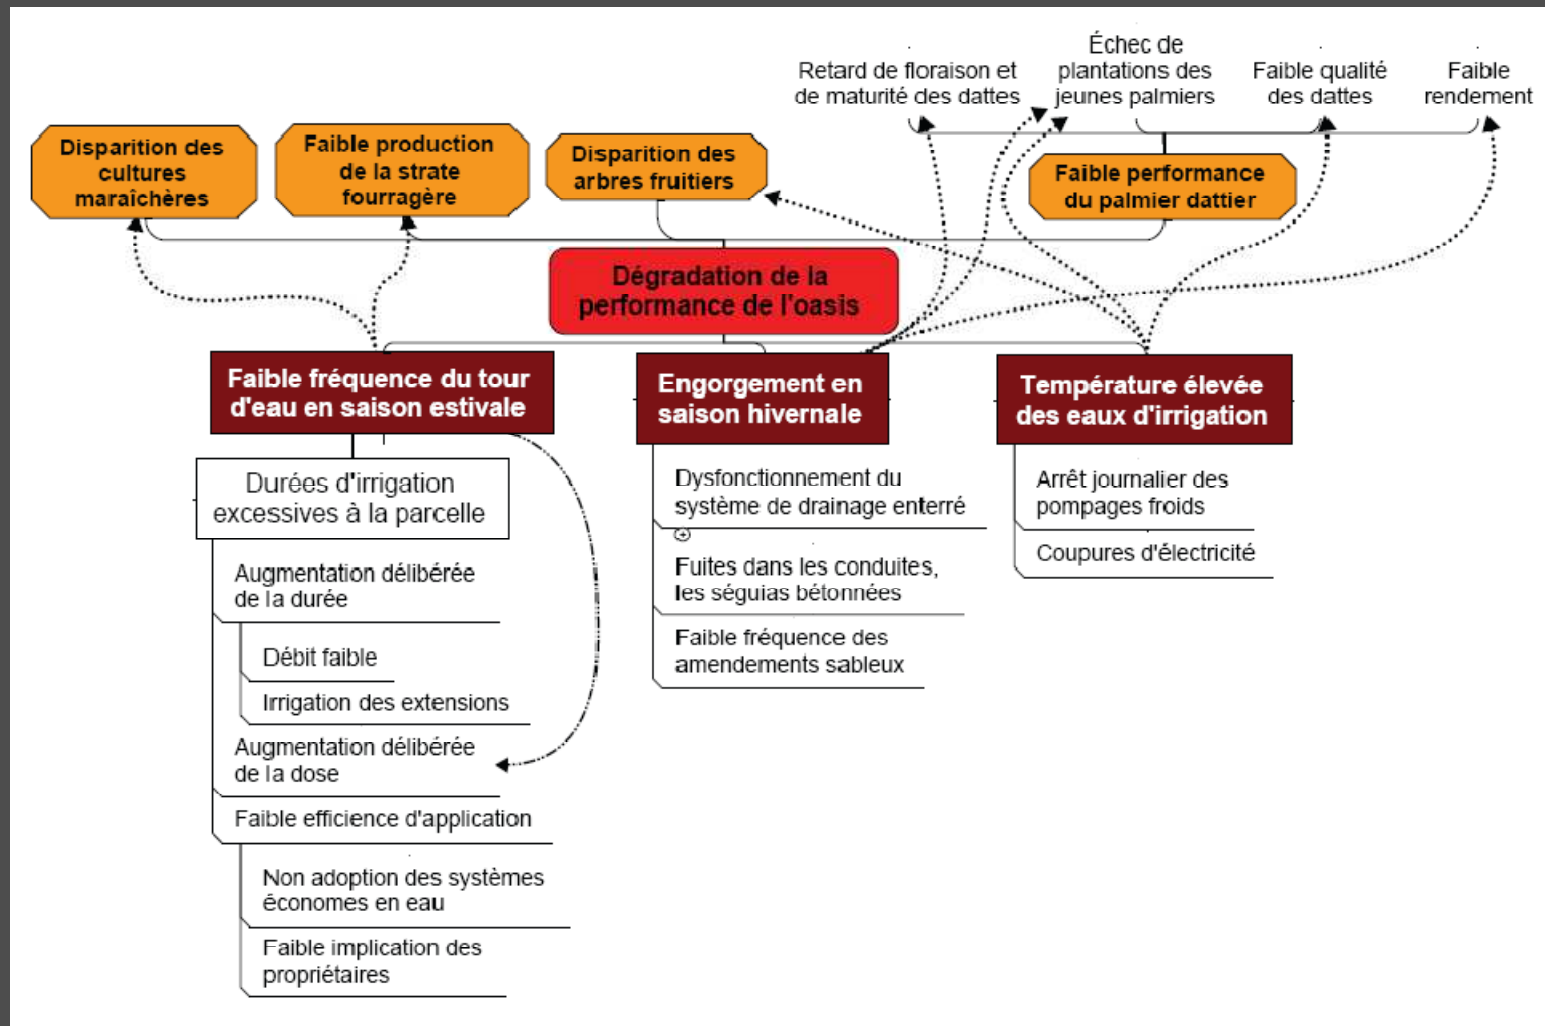 Retard de floraison et
de maturité des dattes
Échec de
plantations des
jeunes palmiers
Faible qualité
des dattes
Faible
rendement
Disparition des
cultures
maraîchères
Faible production
de la strate
fourragère
Disparition des
arbres fruitiers
Faible performance
du palmier dattier
Dégradation de la
performance de l'oasis
Faible fréquence du tour
d'eau en saison estivale
Durées d'irrigation
excessives à la parcelle
Augmentation délibérée
de la durée
Débit faible
Irrigation des extensions
Augmentation délibérée
de la dose
Faible efficience d'application
Non adoption des systèmes
économes en eau
Faible implication des
propriétaires
Engorgement en
saison hivernale
Dysfonctionnement du
système de drainage enterré
Fuites dans les conduites,
les séguias bétonnées
Faible fréquence des
amendements sableux
Température élevée
des eaux d'irrigation
Arrêt journalier des
pompages froids
Coupures d'électricité